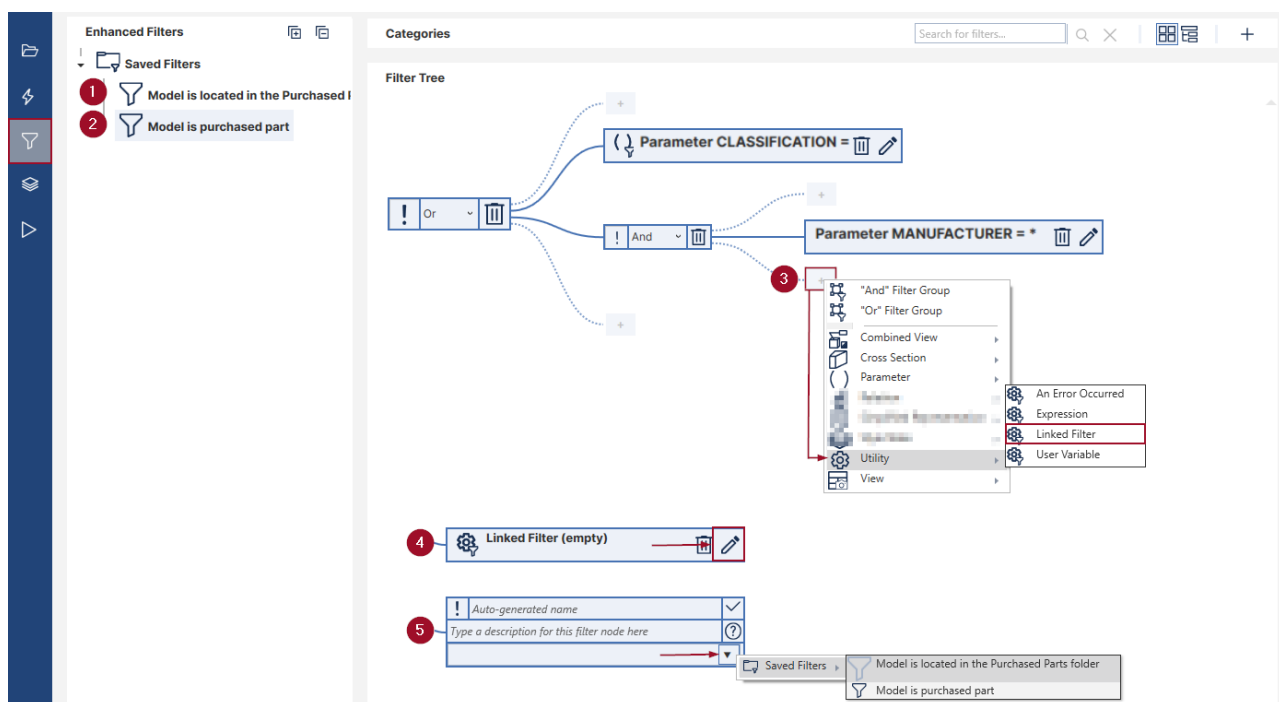 Enhanced Filters
Saved Filters
1 Model is located in the Purchased
2 Model is purchased part
Categories
Search for filters...
Filter Tree
Parameter CLASSIFICATION =
! Or
! And
Parameter MANUFACTURER = *
3
"And" Filter Group
"Or" Filter Group
Combined View
Cross Section
Parameter
Utility
View
An Error Occurred
Expression
Linked Filter
User Variable
4 Linked Filter (empty)
! Auto-generated name
5 Type a description for this filter node here
Saved Filters
Model is located in the Purchased Parts folder
Model is purchased part